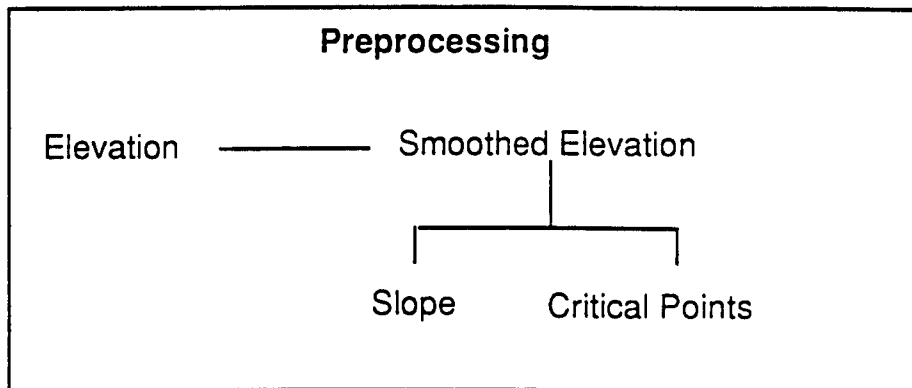 Preprocessing
Elevation Smoothed Elevation
Slope Critical Points